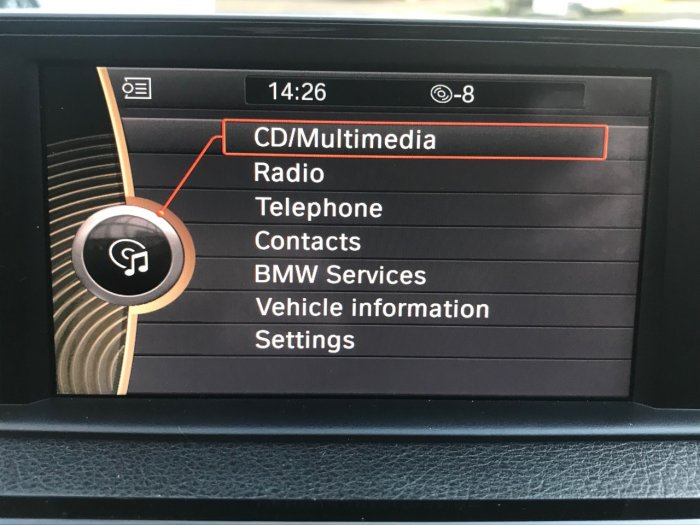 14:26 -8
CD/Multimedia
Radio
Telephone
Contacts
BMW Services
Vehicle information
Settings